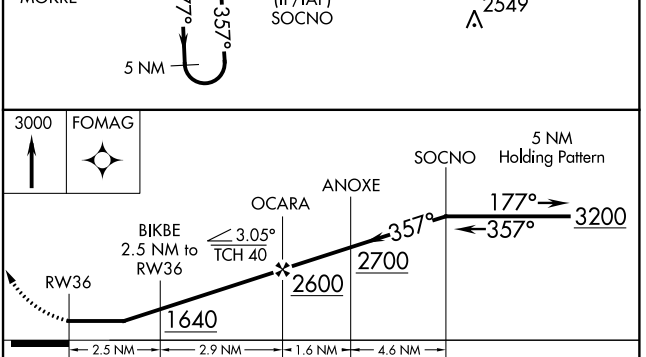 MORRE
77°
357°
(IF/IAF)
SOCNO
2549
5 NM
3000
FOMAG
5 NM
Holding Pattern
SOCNO
ANOXE
OCARA
177°
3200
357°
357°
BIKBE
2.5 NM to
RW36
3.05°
TCH 40
2700
2600
RW36
1640
2.5 NM
2.9 NM
1.6 NM
4.6 NM